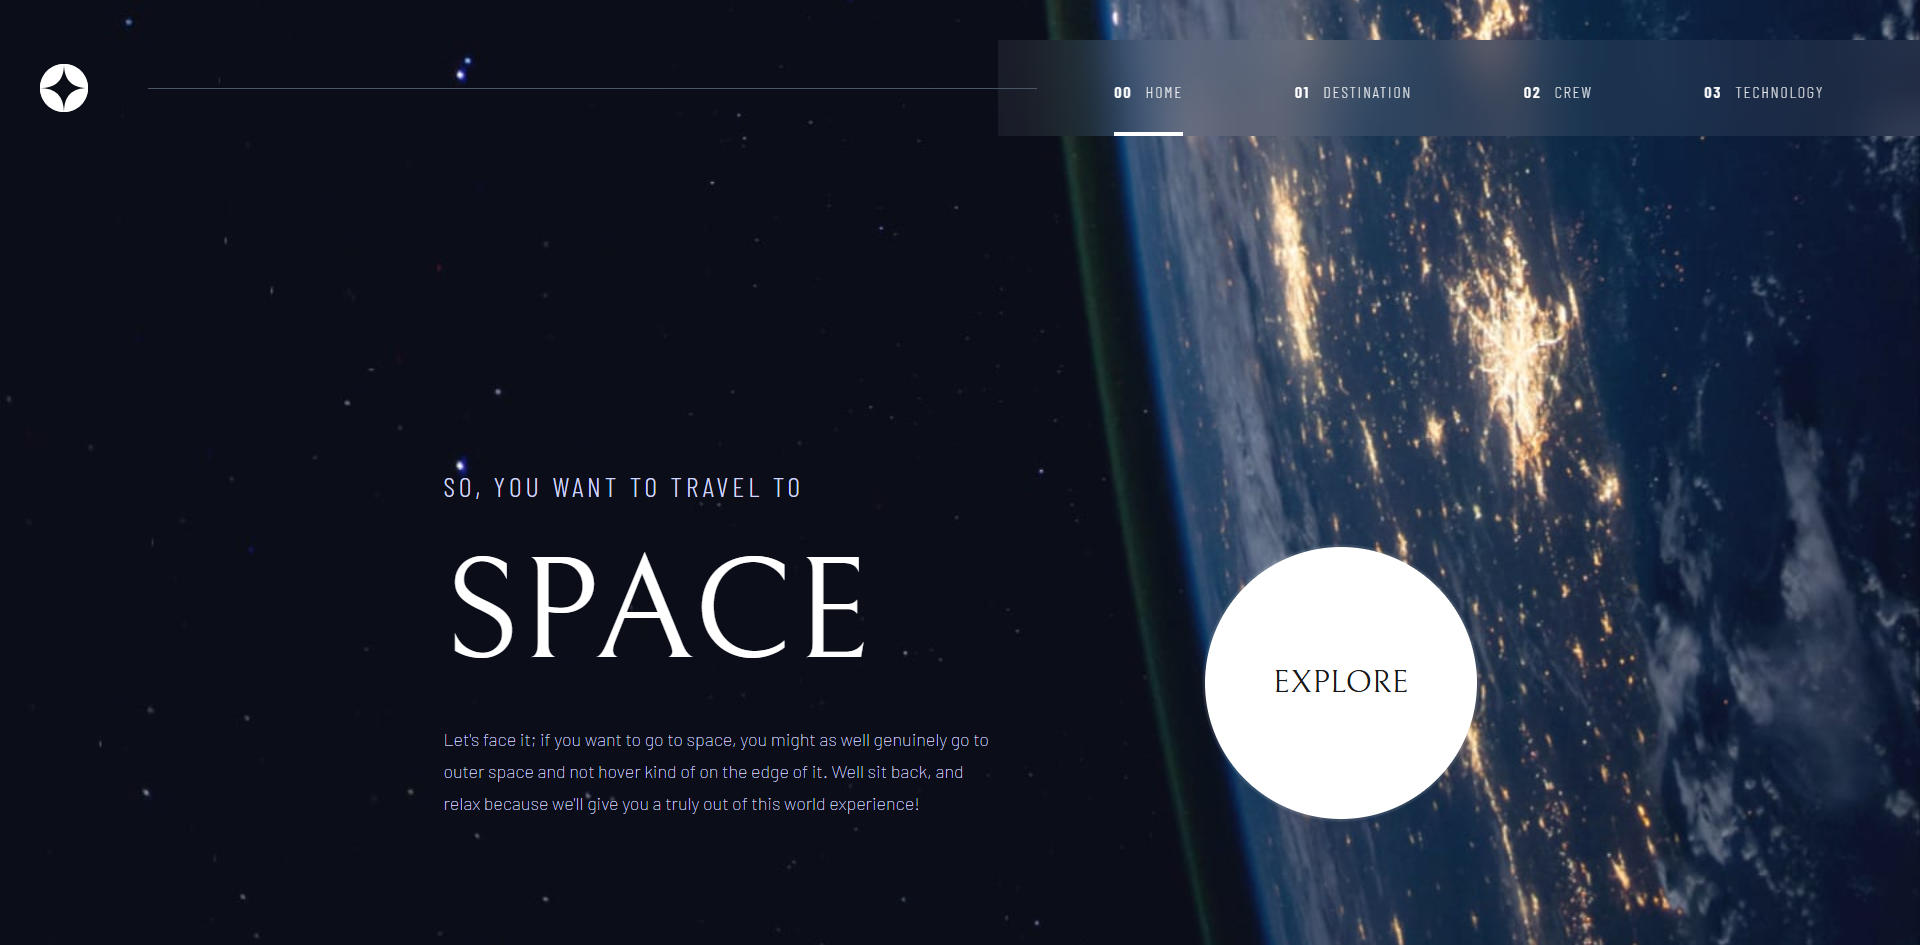 00 HOME 01 DESTINATION 02 CREW 03 TECHNOLOGY
SO, YOU WANT TO TRAVEL TO
SPACE
Let's face it; if you want to go to space, you might as well genuinely go to
outer space and not hover kind of on the edge of it. Well sit back, and
relax because we'll give you a truly out of this world experience!
EXPLORE